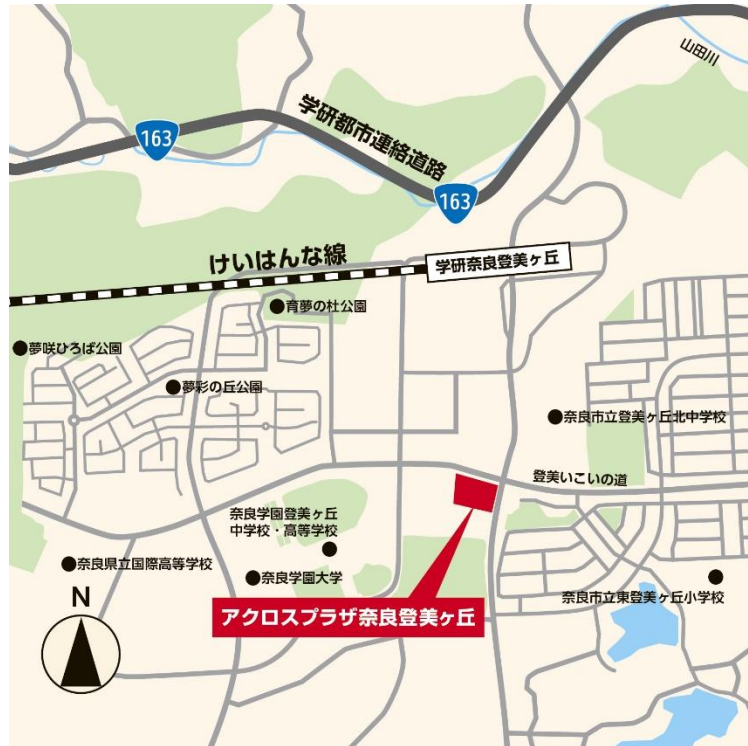 山田川
163
学研都市連絡道路
163
けいはんな線
学研奈良登美ヶ丘
育夢の杜公園
夢咲ひろば公園
夢彩の丘公園
奈良市立登美ヶ丘北中学校
登美いこいの道
奈良学園登美ヶ丘
中学校・高等学校
奈良県立国際高等学校
奈良学園大学
奈良市立東登美ヶ丘小学校
N
アクロスプラザ奈良登美ヶ丘